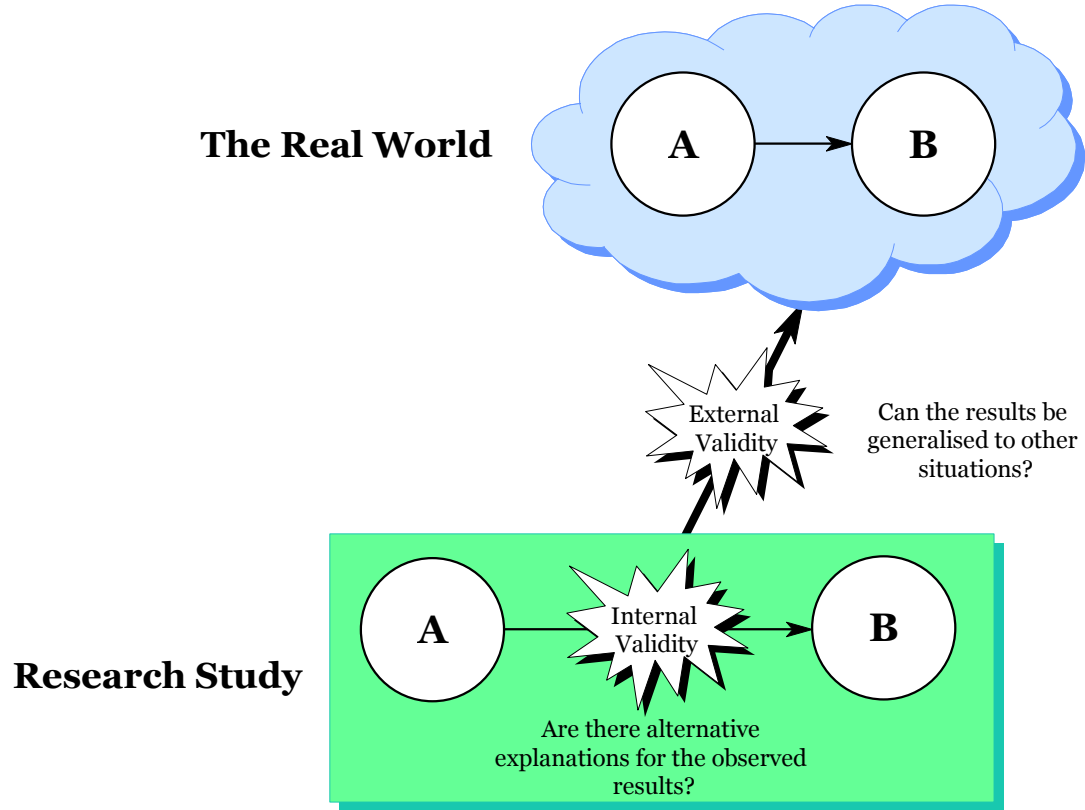 The Real World
A
B
External
Validity
Can the results be
generalised to other
situations?
Research Study
A
Internal
Validity
B
Are there alternative
explanations for the observed
results?